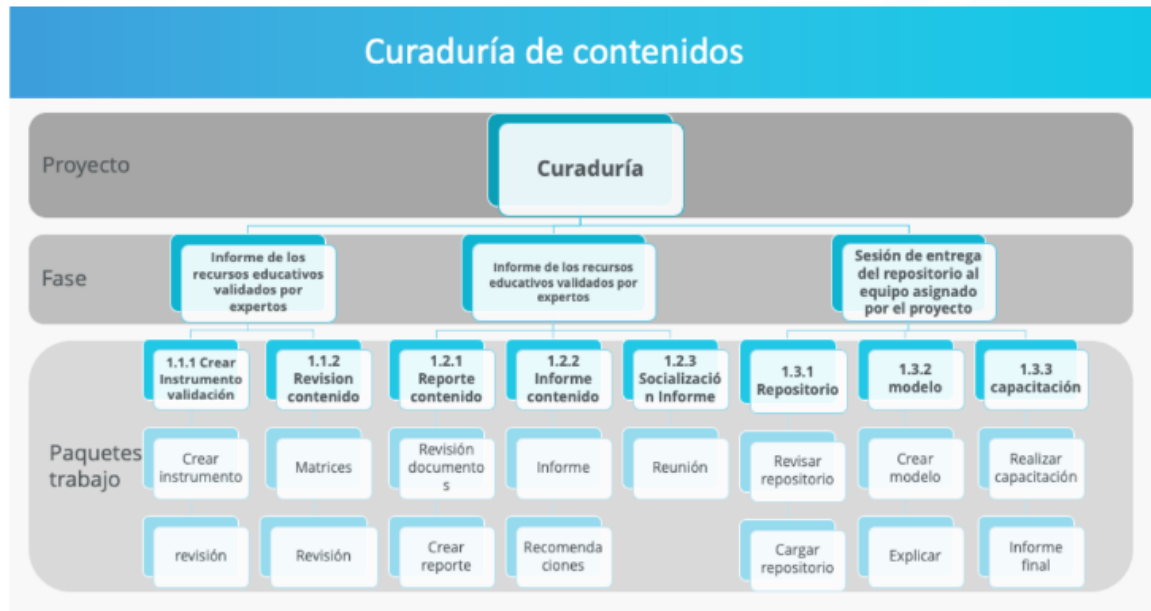 Curaduría de contenidos
Proyecto
Curaduría
Fase
Informe de los
recursos educativos
validados por
expertos
Informe de los recursos
educativos validados por
expertos
Sesión de entrega
del repositorio al
equipo asignado
por el proyecto
Paquetes
trabajo
1.1.1 Crear
Instrumento
validación
1.1.2
Revision
contenido
1.2.1
Reporte
contenido
1.2.2
Informe
contenido
1.2.3
Socializació
n Informe
1.3.1
Repositorio
1.3.2
modelo
1.3.3
capacitación
Crear
instrumento
Matrices
Revisión
documento
s
Informe
Reunión
Revisar
repositorio
Crear
modelo
Realizar
capacitación
revisión
Revisión
Crear
reporte
Recomenda
ciones
Cargar
repositorio
Explicar
Informe
final